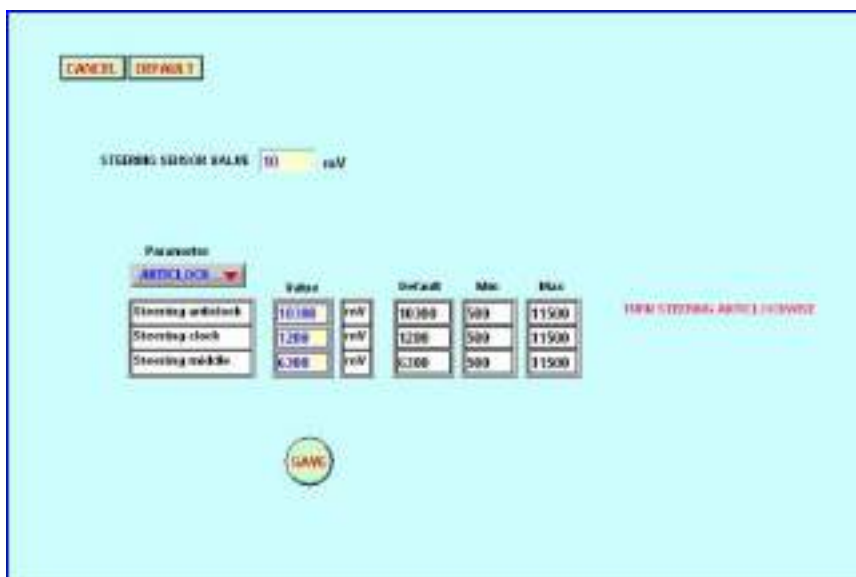 CANCEL DEFAULT
STEERING SENSOR VALUE 10 mV
Parameter
ANTICLOCK
Value Default Min Max
Steering anticlock 10300 mV 10300 500 11500
TURN STEERING ANTICLOCKWISE
Steering clock 1200 mV 1200 500 11500
Steering middle 6300 mV 6300 500 11500
SAVE